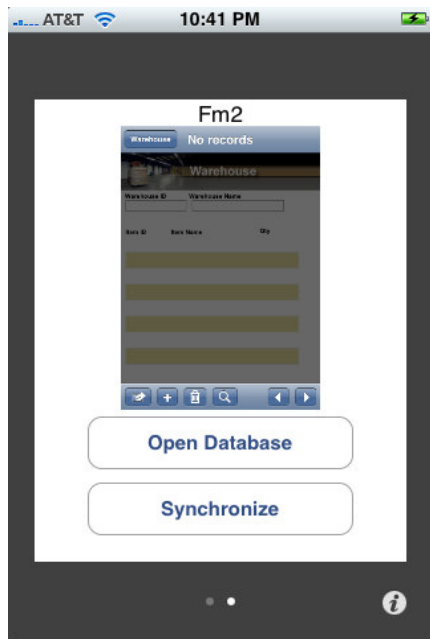 AT&T 10:41 PM
Fm2
Warehouse No records
Warehouse
Warehouse ID Warehouse Name
Item ID Item Name Qty
Open Database
Synchronize